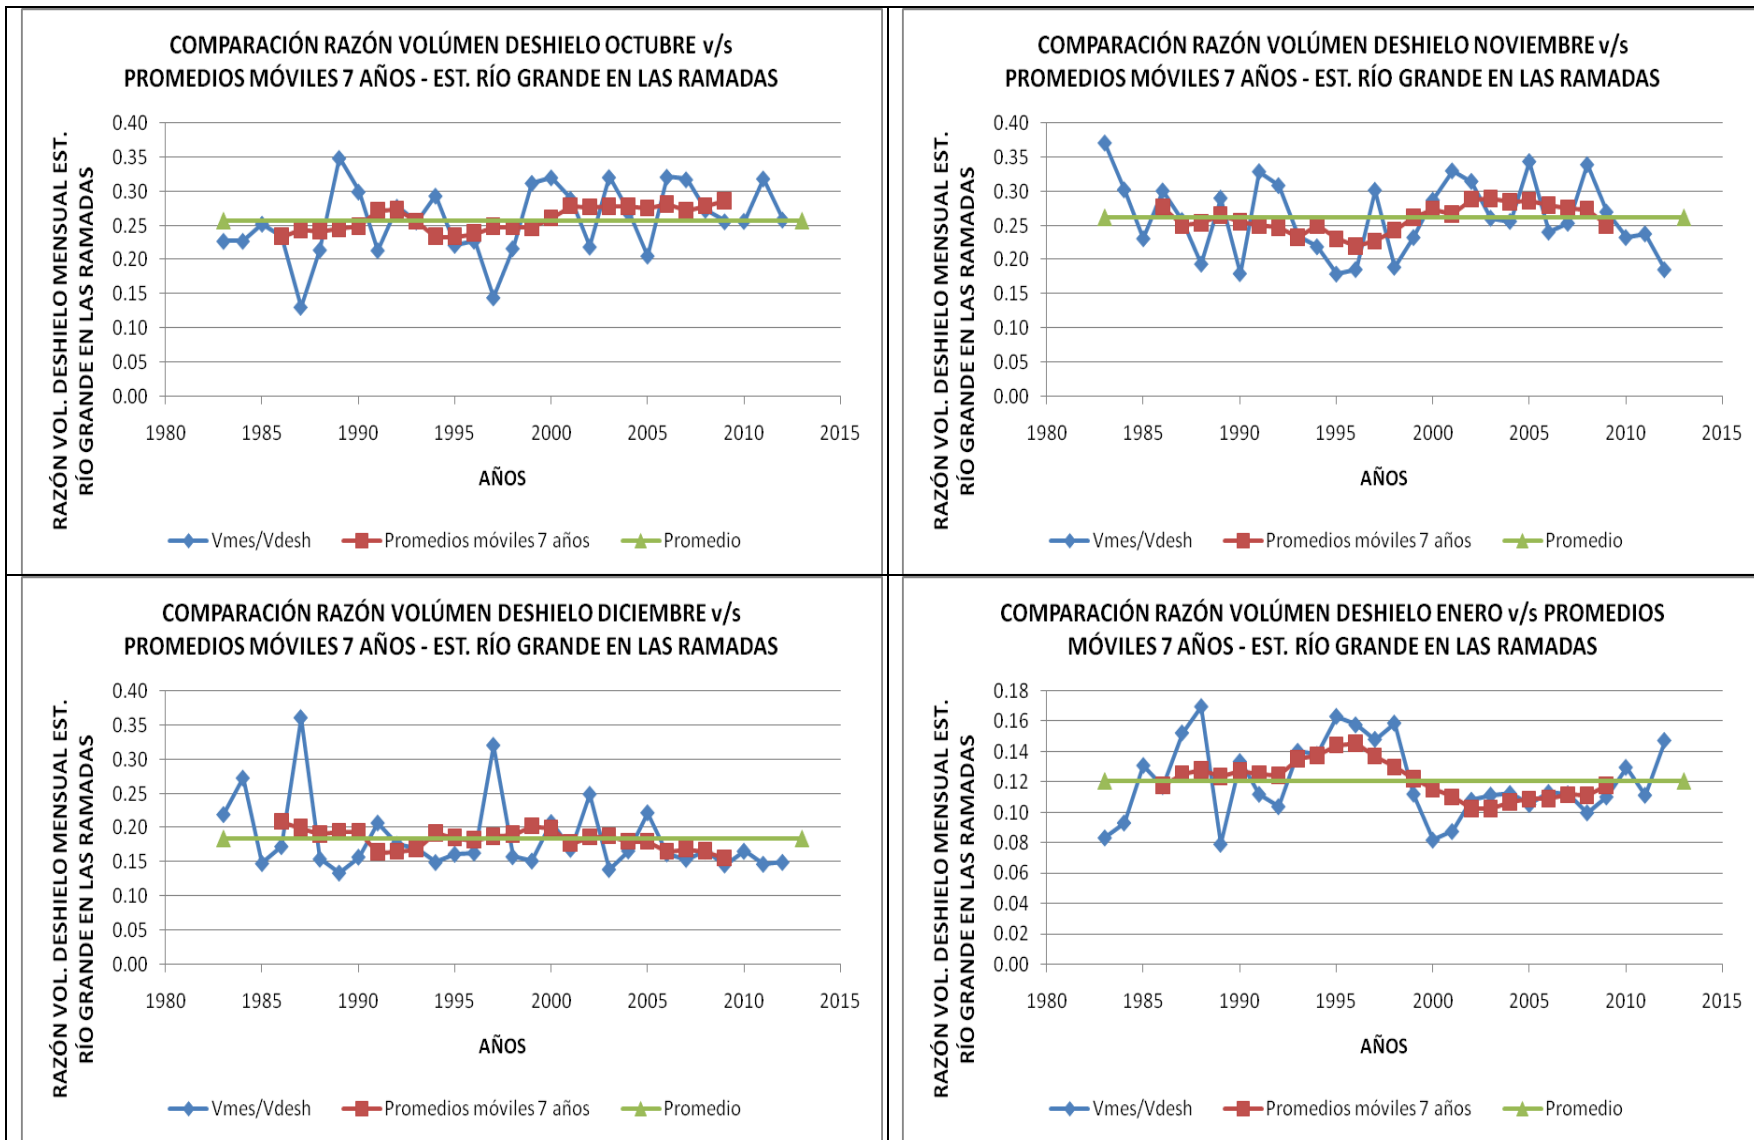 COMPARACIÓN RAZÓN VOLÚMEN DESHIELO OCTUBRE v/s
PROMEDIOS MÓVILES 7 AÑOS - EST. RÍO GRANDE EN LAS RAMADAS
RAZÓN VOL. DESHIELO MENSUAL EST.
RÍO GRANDE EN LAS RAMADAS
0.40
0.35
0.30
0.25
0.20
0.15
0.10
0.05
0.00
1980 1985 1990 1995 2000 2005 2010 2015
AÑOS
Vmes/Vdesh Promedios móviles 7 años Promedio
COMPARACIÓN RAZÓN VOLÚMEN DESHIELO NOVIEMBRE v/s
PROMEDIOS MÓVILES 7 AÑOS - EST. RÍO GRANDE EN LAS RAMADAS
RAZÓN VOL. DESHIELO MENSUAL EST.
RÍO GRANDE EN LAS RAMADAS
0.40
0.35
0.30
0.25
0.20
0.15
0.10
0.05
0.00
1980 1985 1990 1995 2000 2005 2010 2015
AÑOS
Vmes/Vdesh Promedios móviles 7 años Promedio
COMPARACIÓN RAZÓN VOLÚMEN DESHIELO DICIEMBRE v/s
PROMEDIOS MÓVILES 7 AÑOS - EST. RÍO GRANDE EN LAS RAMADAS
RAZÓN VOL. DESHIELO MENSUAL EST.
RÍO GRANDE EN LAS RAMADAS
0.40
0.35
0.30
0.25
0.20
0.15
0.10
0.05
0.00
1980 1985 1990 1995 2000 2005 2010 2015
AÑOS
Vmes/Vdesh Promedios móviles 7 años Promedio
COMPARACIÓN RAZÓN VOLÚMEN DESHIELO ENERO v/s PROMEDIOS
MÓVILES 7 AÑOS - EST. RÍO GRANDE EN LAS RAMADAS
RAZÓN VOL. DESHIELO MENSUAL EST.
RÍO GRANDE EN LAS RAMADAS
0.18
0.16
0.14
0.12
0.10
0.08
0.06
0.04
0.02
0.00
1980 1985 1990 1995 2000 2005 2010 2015
AÑOS
Vmes/Vdesh Promedios móviles 7 años Promedio